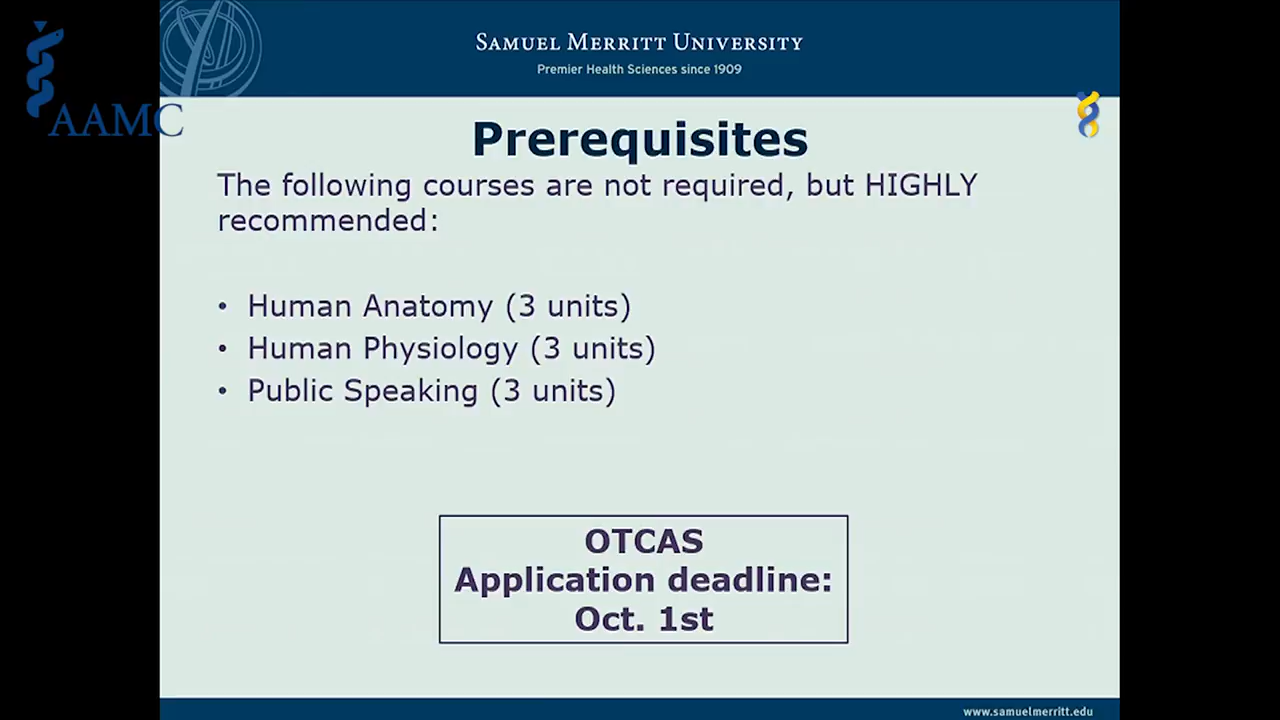 SAMUEL MERRITT UNIVERSITY
Premier Health Sciences since 1909
AAMC
Prerequisites
The following courses are not required, but HIGHLY
recommended:
• Human Anatomy (3 units)
• Human Physiology (3 units)
• Public Speaking (3 units)
OTCAS
Application deadline:
Oct. 1st
www.samuelmerritt.edu